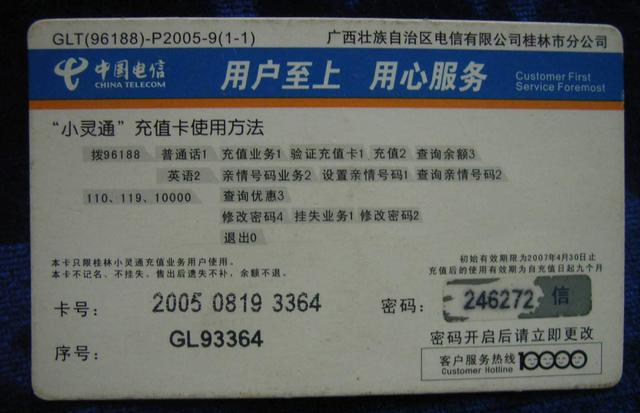 GLT(96188)-P2005-9(1-1) 广西壮族自治区电信有限公司桂林市分公司
中国电信 用户至上 用心服务 Customer First
CHINA TELECOM Service Foremost
“小灵通”充值卡使用方法
拨96188 普通话1 充值业务1 验证充值卡1 充值2 查询余额3
英语2 亲情号码业务2 设置亲情号码1 查询亲情号码2
110、119、10000 查询优惠3
修改密码4 挂失业务1 修改密码2
退出0
本卡只限桂林小灵通充值业务用户使用。 初始有效期限为2007年4月30日止
本卡不记名、不挂失、售出后遗失不补、余额不退。 充值后的使用有效期为自充值日起九个月
卡号: 2005 0819 3364 密码: 246272 信
序号: GL93364 密码开启后请立即更改
客户服务热线 10000
Customer Hotline